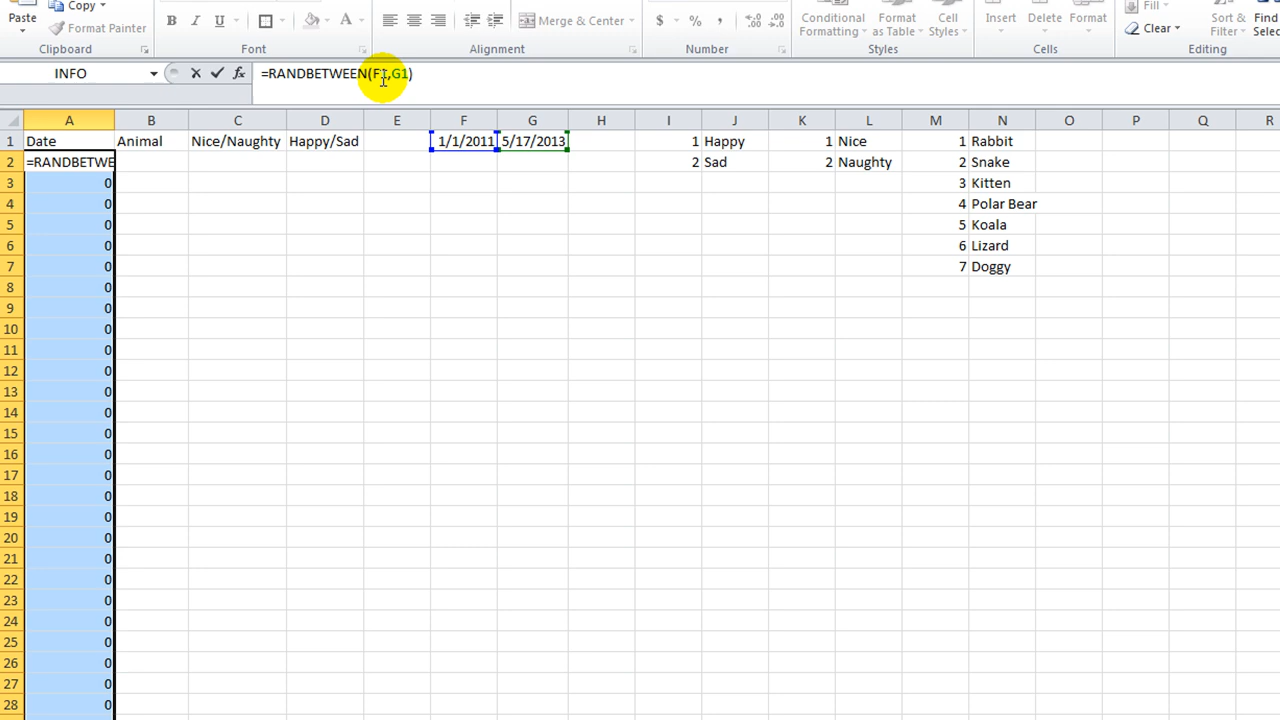 Copy
Paste
Format Painter
B I U
A
Merge & Center
$ % ,
Conditional Formatting
Format as Table
Cell Styles
Insert Delete Format
Fill
Clear
Sort &
Find
Filter
Select
Clipboard Font Alignment Number Styles Cells Editing
INFO fx =RANDBETWEEN(F1,G1)
A B C D E F G H I J K L M N O P Q R
1 Date Animal Nice/Naughty Happy/Sad 1/1/2011 5/17/2013 1 Happy 1 Nice 1 Rabbit
2 =RANDBETWE 2 Sad 2 Naughty 2 Snake
3 0 3 Kitten
4 0 4 Polar Bear
5 0 5 Koala
6 0 6 Lizard
7 0 7 Doggy
8 0
9 0
10 0
11 0
12 0
13 0
14 0
15 0
16 0
17 0
18 0
19 0
20 0
21 0
22 0
23 0
24 0
25 0
26 0
27 0
28 0